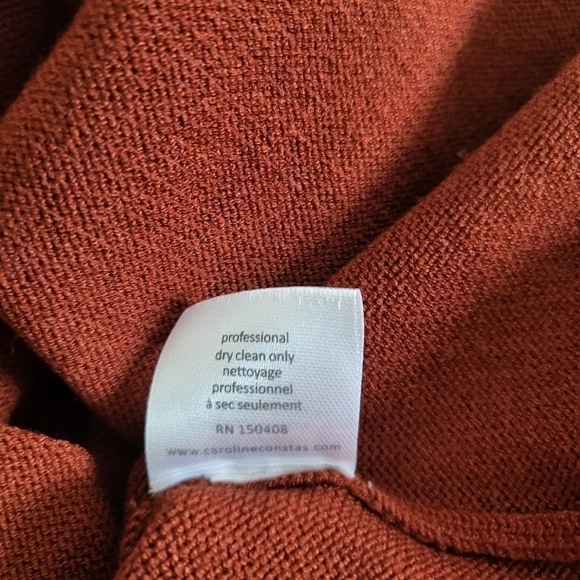 professional
dry clean only
nettoyage
professionnel
à sec seulement
RN 150408
www.carolineconstas.com